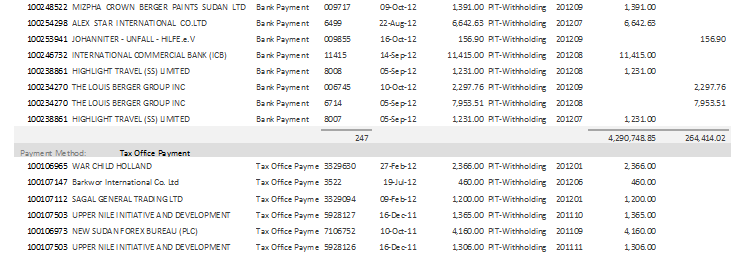 100248522 MIZPHA CROWN BERGER PAINTS SUDAN LTD Bank Payment 009717 09-Oct-12 1,391.00 PIT-Withholding 201209 1,391.00
100254298 ALEX STAR INTERNATIONAL CO.LTD Bank Payment 6499 22-Aug-12 6,642.63 PIT-Withholding 201207 6,642.63
100253941 JOHANNITER - UNFALL - HILFE.e.V Bank Payment 009855 16-Oct-12 156.90 PIT-Withholding 201209 156.90
100246732 INTERNATIONAL COMMERCIAL BANK (ICB) Bank Payment 11415 14-Sep-12 11,415.00 PIT-Withholding 201208 11,415.00
100238861 HIGHLIGHT TRAVEL (SS) LIMITED Bank Payment 8008 05-Sep-12 1,231.00 PIT-Withholding 201208 1,231.00
100234270 THE LOUIS BERGER GROUP INC Bank Payment 006745 10-Oct-12 2,297.76 PIT-Withholding 201209 2,297.76
100234270 THE LOUIS BERGER GROUP INC Bank Payment 6714 05-Sep-12 7,953.51 PIT-Withholding 201208 7,953.51
100238861 HIGHLIGHT TRAVEL (SS) LIMITED Bank Payment 8007 05-Sep-12 1,231.00 PIT-Withholding 201207 1,231.00
247 4,290,748.85 264,414.02
Payment Method: Tax Office Payment
100106965 WAR CHILD HOLLAND Tax Office Payme 3329630 27-Feb-12 2,366.00 PIT-Withholding 201201 2,366.00
100107147 Barkwor International Co. Ltd Tax Office Payme 3522 19-Jul-12 460.00 PIT-Withholding 201206 460.00
100107112 SAGAL GENERAL TRADING LTD Tax Office Payme 3329094 09-Feb-12 1,200.00 PIT-Withholding 201201 1,200.00
100107503 UPPER NILE INITIATIVE AND DEVELOPMENT Tax Office Payme 5928127 16-Dec-11 1,365.00 PIT-Withholding 201110 1,365.00
100106973 NEW SUDAN FOREX BUREAU (PLC) Tax Office Payme 7106752 10-Oct-11 4,160.00 PIT-Withholding 201109 4,160.00
100107503 UPPER NILE INITIATIVE AND DEVELOPMENT Tax Office Payme 5928126 16-Dec-11 1,306.00 PIT-Withholding 201111 1,306.00